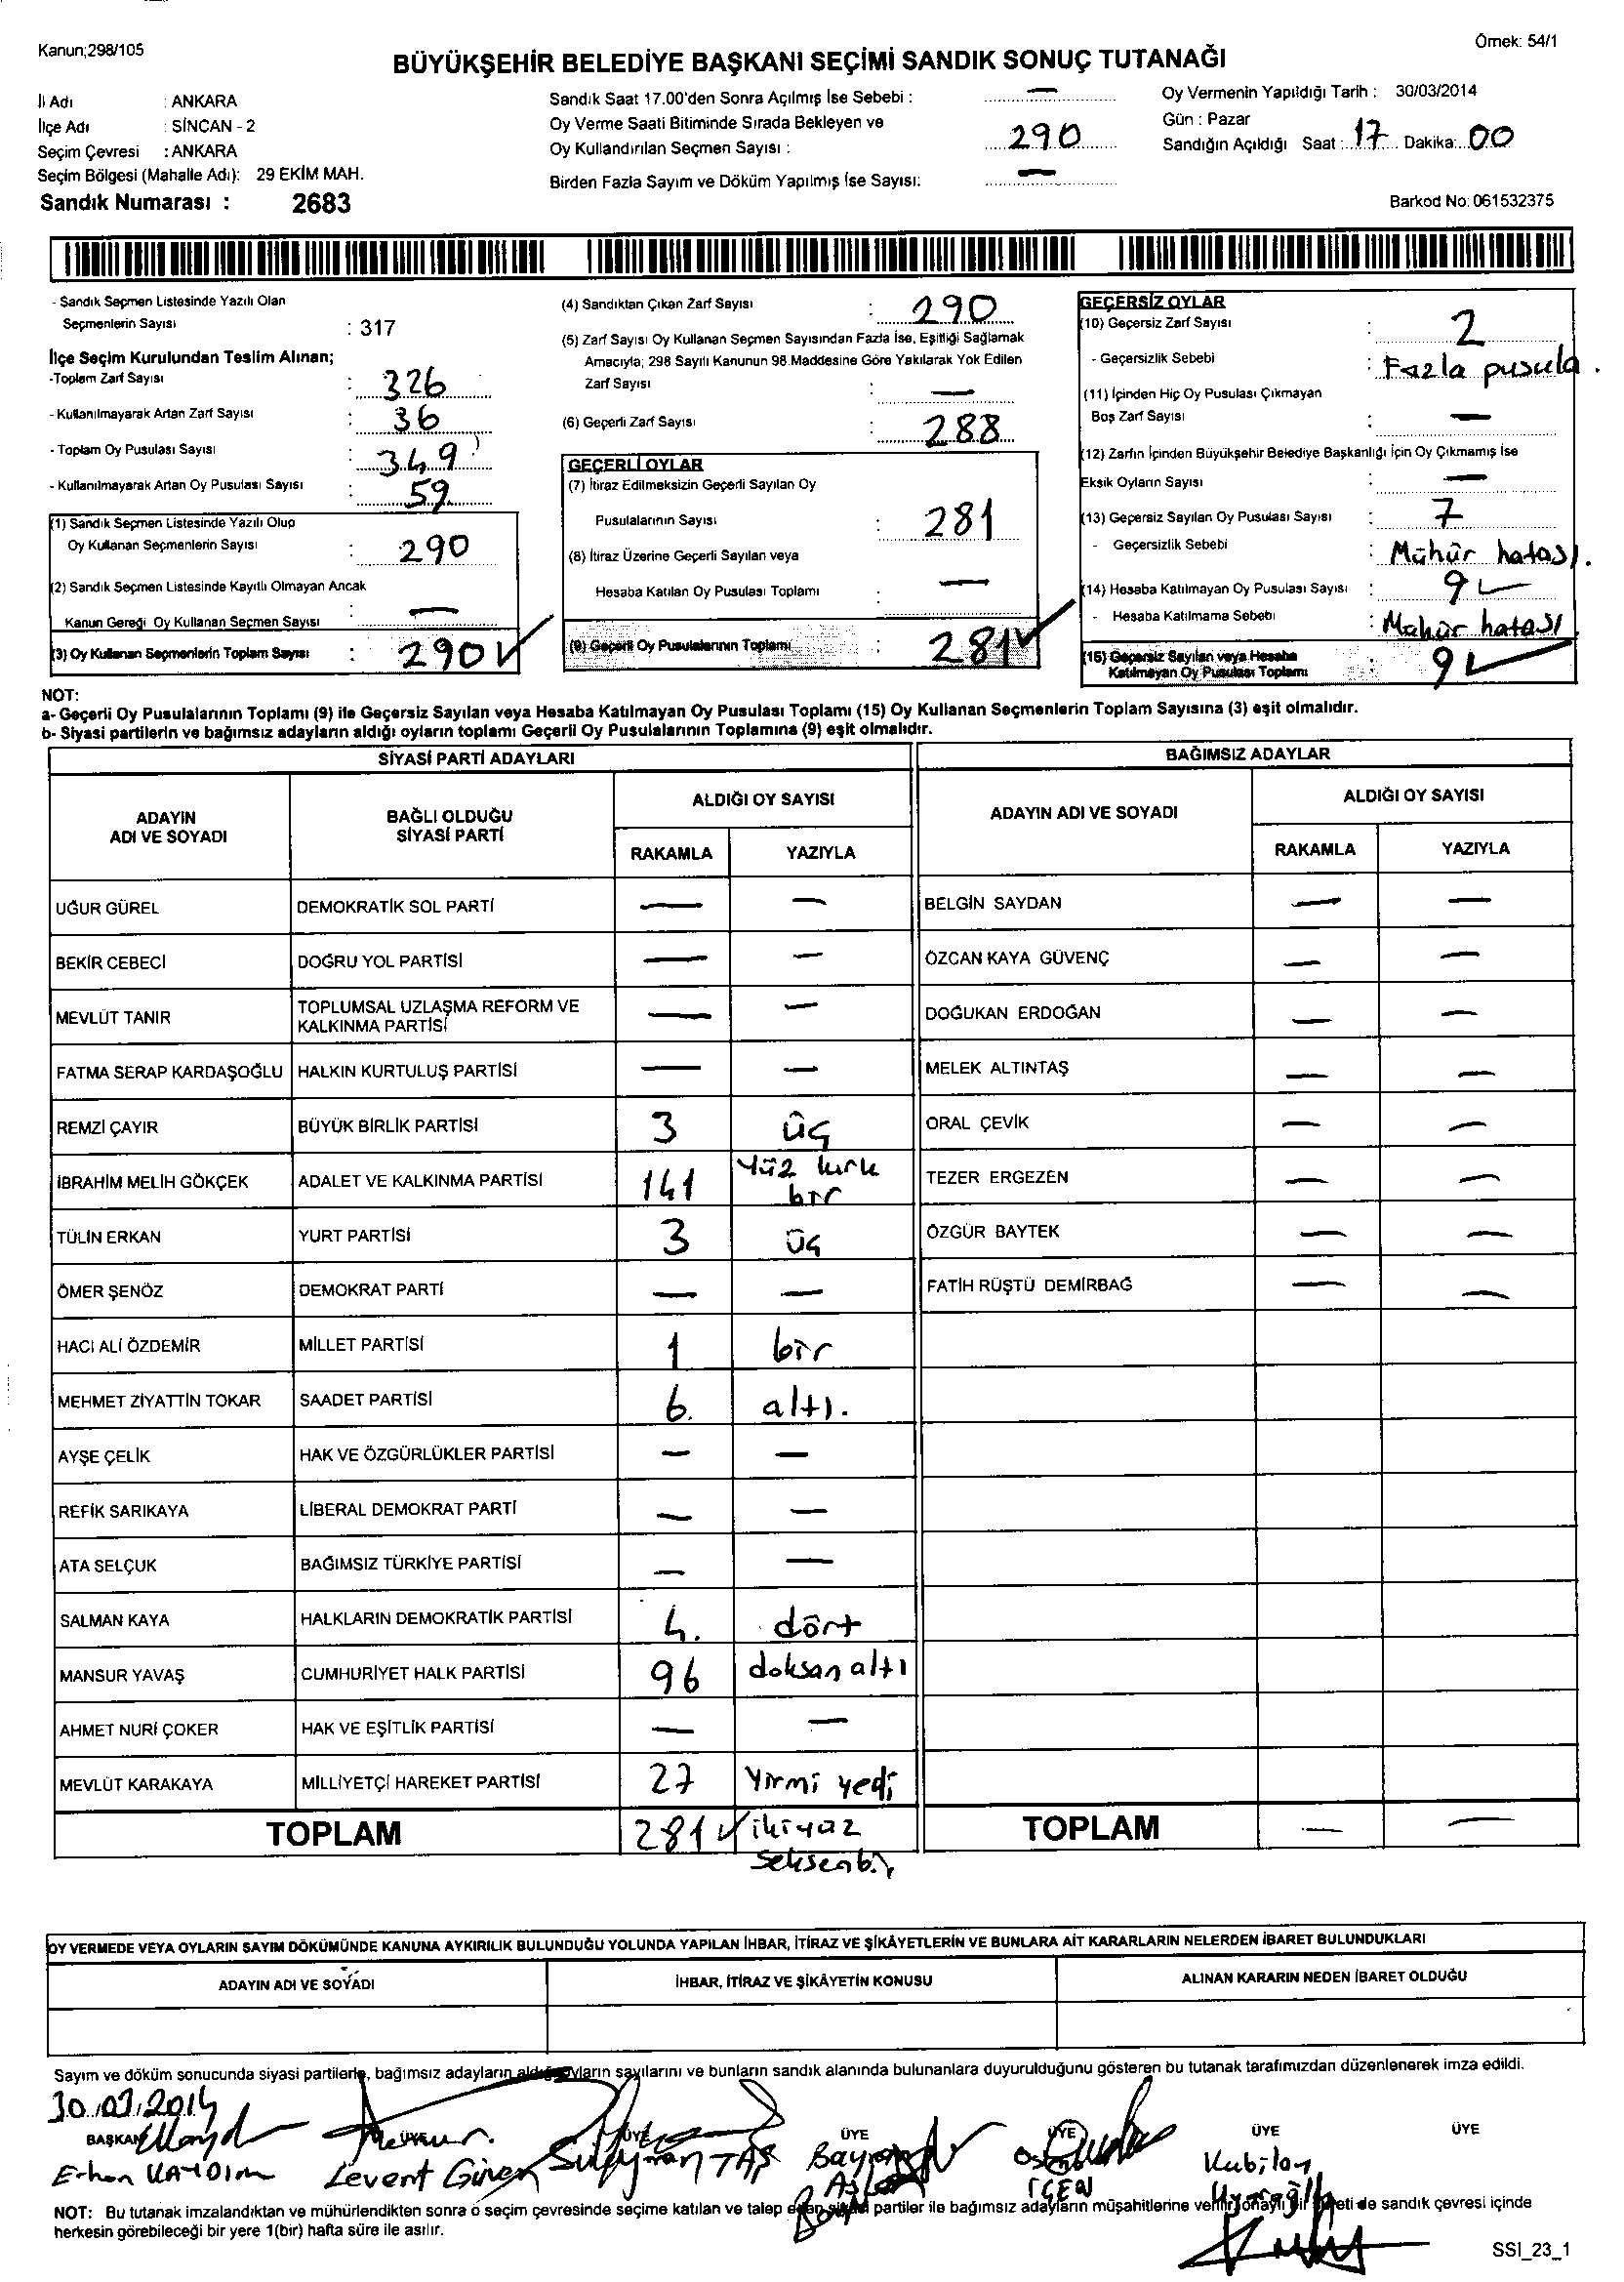 Kanun;298/105
Örnek: 54/1
BÜYÜKŞEHİR BELEDİYE BAŞKANI SEÇİMİ SANDIK SONUÇ TUTANAĞI
İli Adı : ANKARA
İlçe Adı : SİNCAN - 2
Seçim Çevresi : ANKARA
Seçim Bölgesi (Mahalle Adı): 29 EKİM MAH.
Sandık Numarası : 2683
Sandık Saat 17.00'den Sonra Açılmış İse Sebebi : —
Oy Verme Saati Bitiminde Sırada Bekleyen ve
Oy Kullandırılan Seçmen Sayısı : 290
Birden Fazla Sayım ve Döküm Yapılmış İse Sayısı: —
Oy Vermenin Yapıldığı Tarih : 30/03/2014
Gün : Pazar
Sandığın Açıldığı Saat : 17 Dakika: 00
Barkod No: 061532375
- Sandık Seçmen Listesinde Yazılı Olan
Seçmenlerin Sayısı : 317
İlçe Seçim Kurulundan Teslim Alınan;
-Toplam Zarf Sayısı : 326
- Kullanılmayarak Artan Zarf Sayısı : 36
- Toplam Oy Pusulası Sayısı : 349
- Kullanılmayarak Artan Oy Pusulası Sayısı : 59
(1) Sandık Seçmen Listesinde Yazılı Olup
Oy Kullanan Seçmenlerin Sayısı : 290
(2) Sandık Seçmen Listesinde Kayıtlı Olmayan Ancak
Kanun Gereği Oy Kullanan Seçmen Sayısı : —
(3) Oy Kullanan Seçmenlerin Toplam Sayısı : 290
(4) Sandıktan Çıkan Zarf Sayısı : 290
(5) Zarf Sayısı Oy Kullanan Seçmen Sayısından Fazla İse, Eşitliği Sağlamak
Amacıyla; 298 Sayılı Kanunun 98.Maddesine Göre Yakılarak Yok Edilen
Zarf Sayısı : —
(6) Geçerli Zarf Sayısı : 288
GEÇERLİ OYLAR
(7) İtiraz Edilmeksizin Geçerli Sayılan Oy
Pusulalarının Sayısı : 281
(8) İtiraz Üzerine Geçerli Sayılan veya
Hesaba Katılan Oy Pusulası Toplamı : —
(9) Geçerli Oy Pusulalarının Toplamı : 281
GEÇERSİZ OYLAR
(10) Geçersiz Zarf Sayısı : 2
- Geçersizlik Sebebi : Fazla pusula.
(11) İçinden Hiç Oy Pusulası Çıkmayan
Boş Zarf Sayısı : —
(12) Zarfın İçinden Büyükşehir Belediye Başkanlığı İçin Oy Çıkmamış İse
Eksik Oyların Sayısı : —
(13) Geçersiz Sayılan Oy Pusulası Sayısı : 7
- Geçersizlik Sebebi : Mühür hatası.
(14) Hesaba Katılmayan Oy Pusulası Sayısı : 9
- Hesaba Katılmama Sebebi : Mühür hatası
(15) Geçersiz Sayılan veya Hesaba
Katılmayan Oy Pusulası Toplamı : 9
NOT:
a- Geçerli Oy Pusulalarının Toplamı (9) ile Geçersiz Sayılan veya Hesaba Katılmayan Oy Pusulası Toplamı (15) Oy Kullanan Seçmenlerin Toplam Sayısına (3) eşit olmalıdır.
b- Siyasi partilerin ve bağımsız adayların aldığı oyların toplamı Geçerli Oy Pusulalarının Toplamına (9) eşit olmalıdır.
SİYASİ PARTİ ADAYLARI
ADAYIN ADI VE SOYADI
BAĞLI OLDUĞU SİYASİ PARTİ
ALDIĞI OY SAYISI
RAKAMLA YAZIYLA
UĞUR GÜREL DEMOKRATİK SOL PARTİ — —
BEKİR CEBECİ DOĞRU YOL PARTİSİ — —
MEVLÜT TANIR TOPLUMSAL UZLAŞMA REFORM VE KALKINMA PARTİSİ — —
FATMA SERAP KARDAŞOĞLU HALKIN KURTULUŞ PARTİSİ — —
REMZİ ÇAYIR BÜYÜK BİRLİK PARTİSİ 3 üç
İBRAHİM MELİH GÖKÇEK ADALET VE KALKINMA PARTİSİ 141 yüz kırk bir
TÜLİN ERKAN YURT PARTİSİ 3 üç
ÖMER ŞENÖZ DEMOKRAT PARTİ — —
HACI ALİ ÖZDEMİR MİLLET PARTİSİ 1 bir
MEHMET ZİYATTİN TOKAR SAADET PARTİSİ 6. altı.
AYŞE ÇELİK HAK VE ÖZGÜRLÜKLER PARTİSİ — —
REFİK SARIKAYA LİBERAL DEMOKRAT PARTİ — —
ATA SELÇUK BAĞIMSIZ TÜRKİYE PARTİSİ — —
SALMAN KAYA HALKLARIN DEMOKRATİK PARTİSİ 4. dört
MANSUR YAVAŞ CUMHURİYET HALK PARTİSİ 96 doksan altı
AHMET NURİ ÇOKER HAK VE EŞİTLİK PARTİSİ — —
MEVLÜT KARAKAYA MİLLİYETÇİ HAREKET PARTİSİ 27 Yirmi yedi
TOPLAM 281 ikiyüz seksenbir
BAĞIMSIZ ADAYLAR
ADAYIN ADI VE SOYADI
ALDIĞI OY SAYISI
RAKAMLA YAZIYLA
BELGİN SAYDAN — —
ÖZCAN KAYA GÜVENÇ — —
DOĞUKAN ERDOĞAN — —
MELEK ALTINTAŞ — —
ORAL ÇEVİK — —
TEZER ERGEZEN — —
ÖZGÜR BAYTEK — —
FATİH RÜŞTÜ DEMİRBAĞ — —
TOPLAM — —
OY VERMEDE VEYA OYLARIN SAYIM DÖKÜMÜNDE KANUNA AYKIRILIK BULUNDUĞU YOLUNDA YAPILAN İHBAR, İTİRAZ VE ŞİKÂYETLERİN VE BUNLARA AİT KARARLARIN NELERDEN İBARET BULUNDUKLARI
ADAYIN ADI VE SOYADI İHBAR, İTİRAZ VE ŞİKÂYETİN KONUSU ALINAN KARARIN NEDEN İBARET OLDUĞU
Sayım ve döküm sonucunda siyasi partilerle, bağımsız adayların aldığı oyların sayılarını ve bunların sandık alanında bulunanlara duyurulduğunu gösteren bu tutanak tarafımızdan düzenlenerek imza edildi.
30.03.2014
BAŞKAN ÜYE ÜYE ÜYE ÜYE ÜYE
Levent Süleyman TAŞ Kubilay
NOT: Bu tutanak imzalandıktan ve mühürlendikten sonra o seçim çevresinde seçime katılan ve talep eden siyasi partiler ile bağımsız adayların müşahitlerine verilir, onaylı bir sureti de sandık çevresi içinde
herkesin görebileceği bir yere 1(bir) hafta süre ile asılır.
SSI_23_1